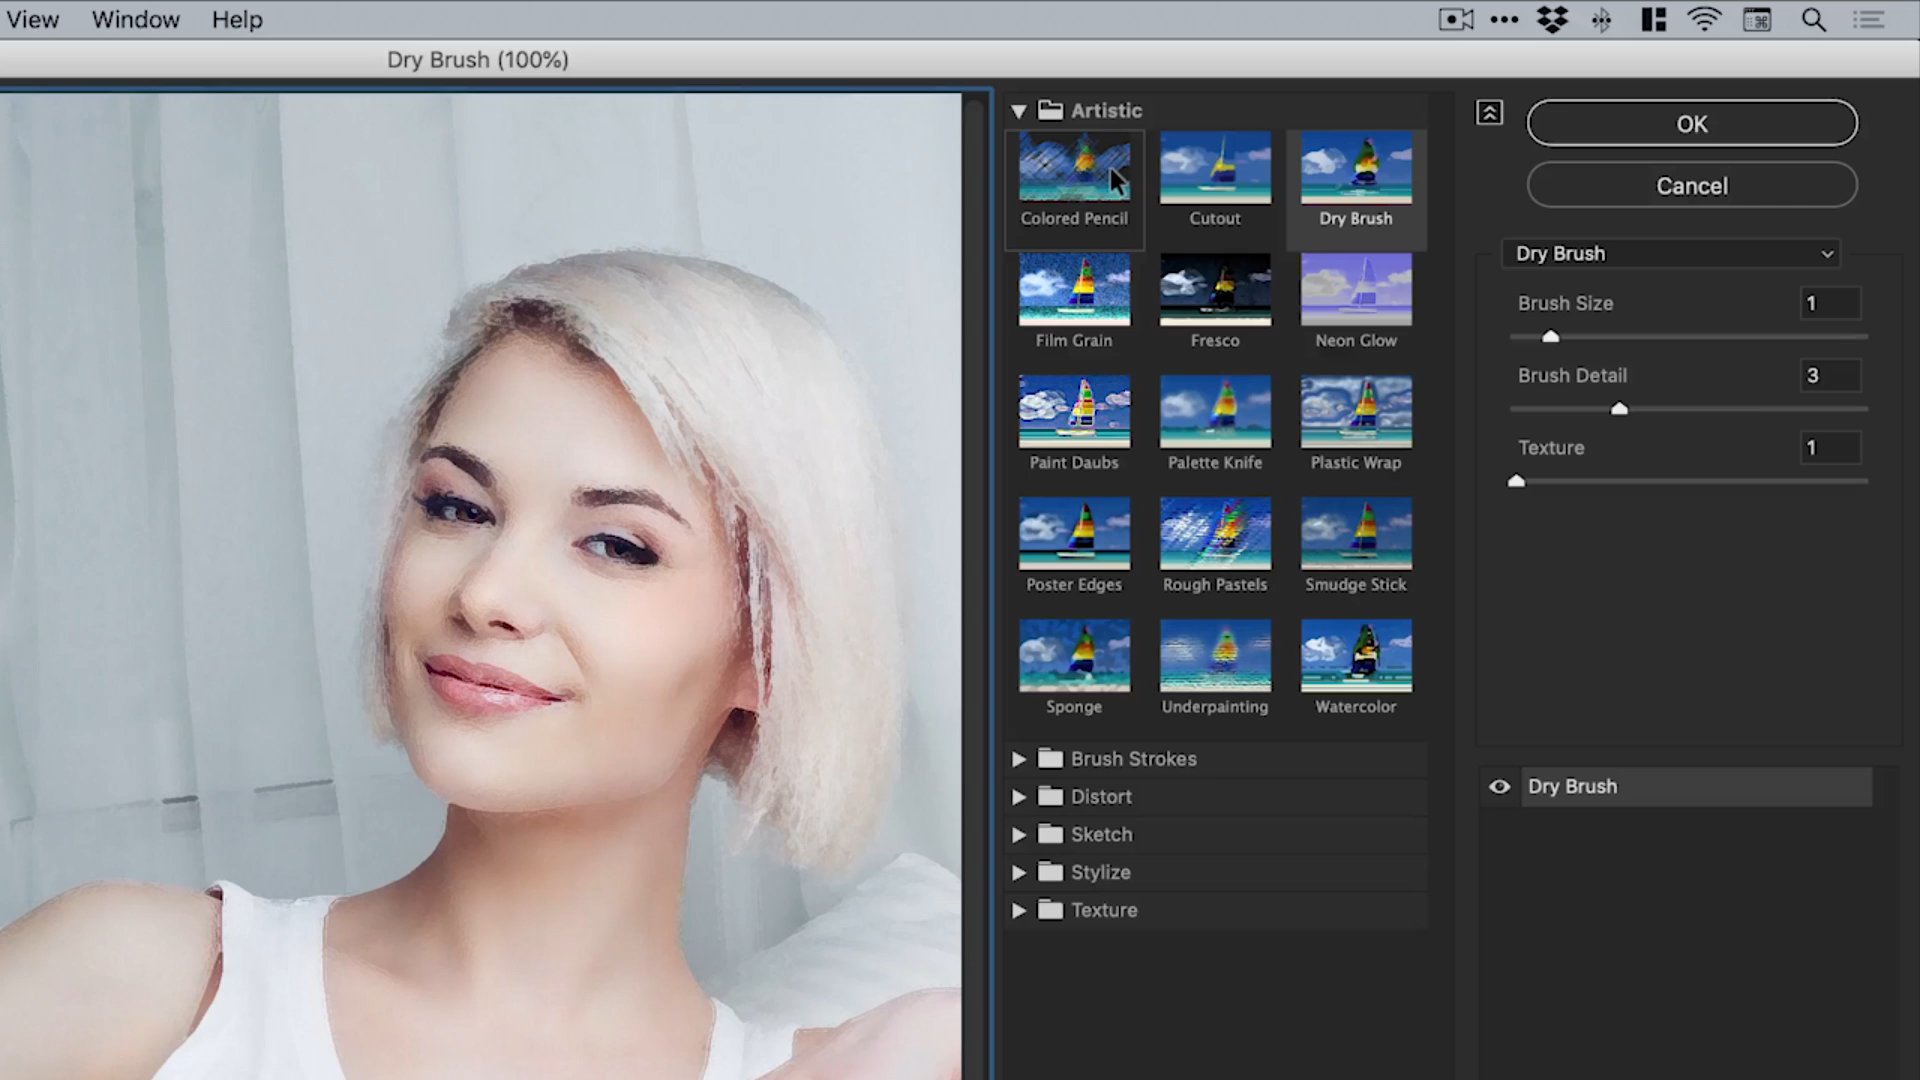 View Window Help
Dry Brush (100%)
Artistic
Colored Pencil
Cutout
Dry Brush
Film Grain
Fresco
Neon Glow
Paint Daubs
Palette Knife
Plastic Wrap
Poster Edges
Rough Pastels
Smudge Stick
Sponge
Underpainting
Watercolor
Brush Strokes
Distort
Sketch
Stylize
Texture
OK
Cancel
Dry Brush
Brush Size 1
Brush Detail 3
Texture 1
Dry Brush